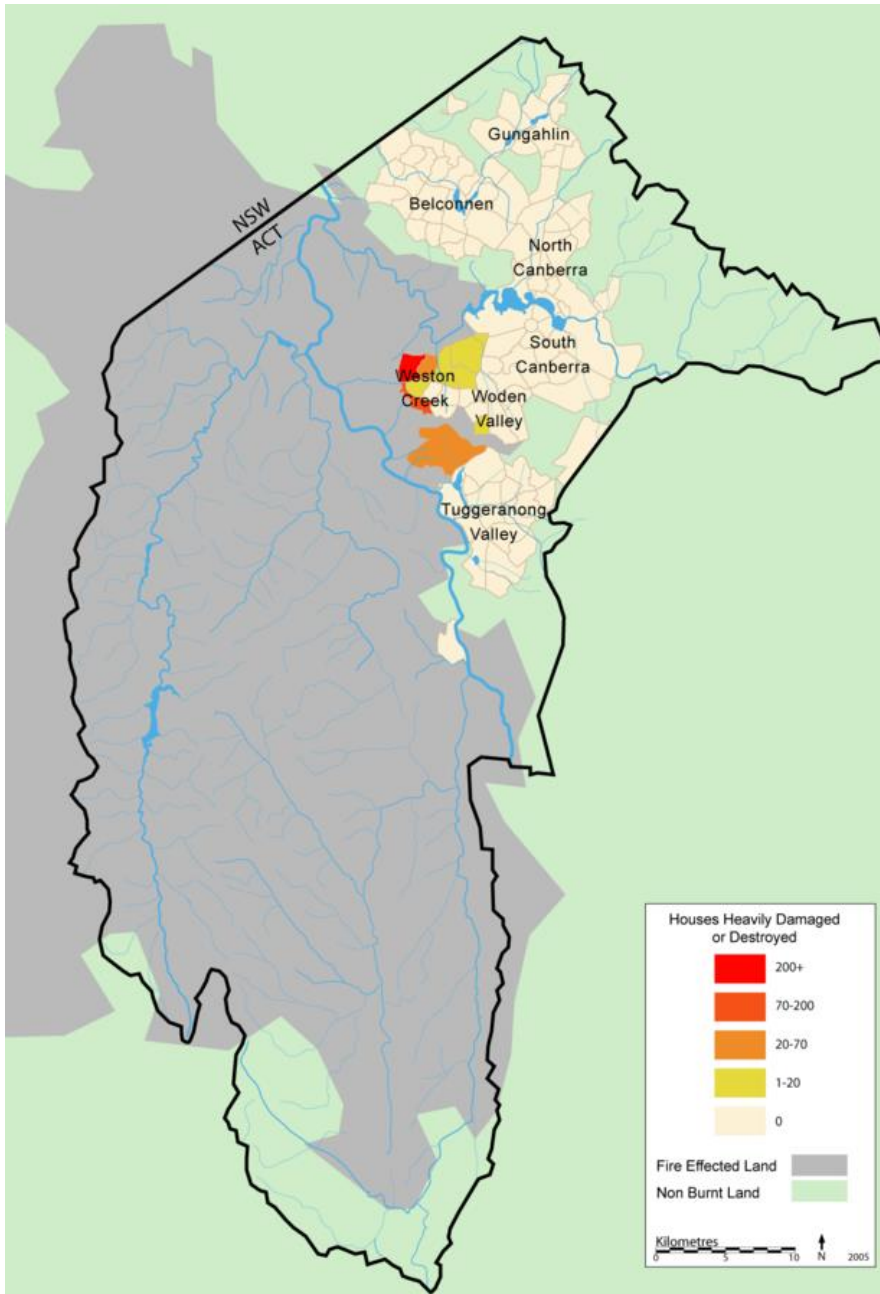 Gungahlin
Belconnen
NSW
ACT
North
Canberra
South
Canberra
Weston
Creek
Woden
Valley
Tuggeranong
Valley
Houses Heavily Damaged
or Destroyed
200+
70-200
20-70
1-20
0
Fire Effected Land
Non Burnt Land
Kilometres
0 5 10 N 2005